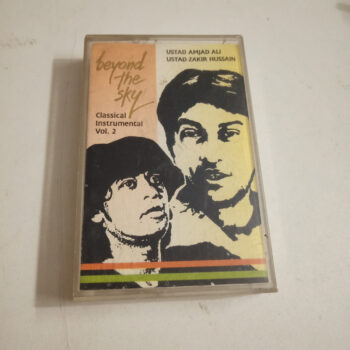 beyond
the
sky
Classical
Instrumental
Vol. 2
USTAD AMJAD ALI
USTAD ZAKIR HUSSAIN